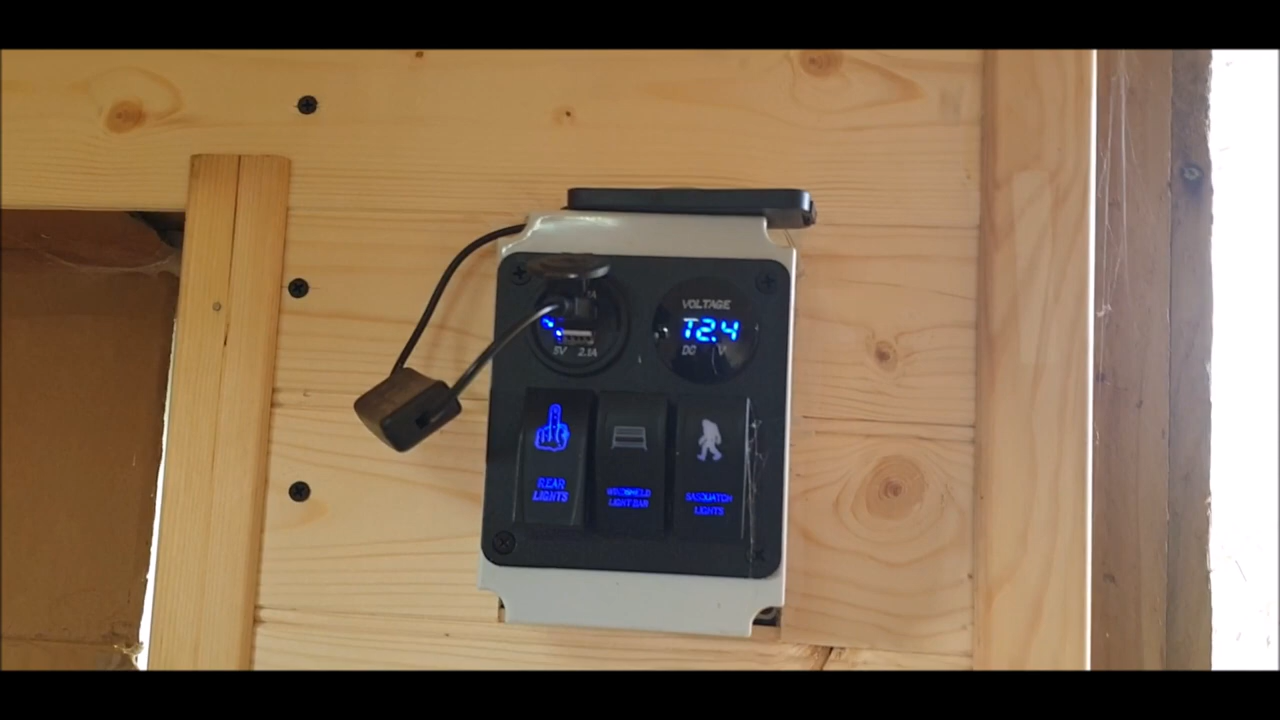 VOLTAGE
12.4
DC V
5V 2.1A
REAR
LIGHTS
WINDSHIELD
LIGHT BAR
SASQUATCH
LIGHTS